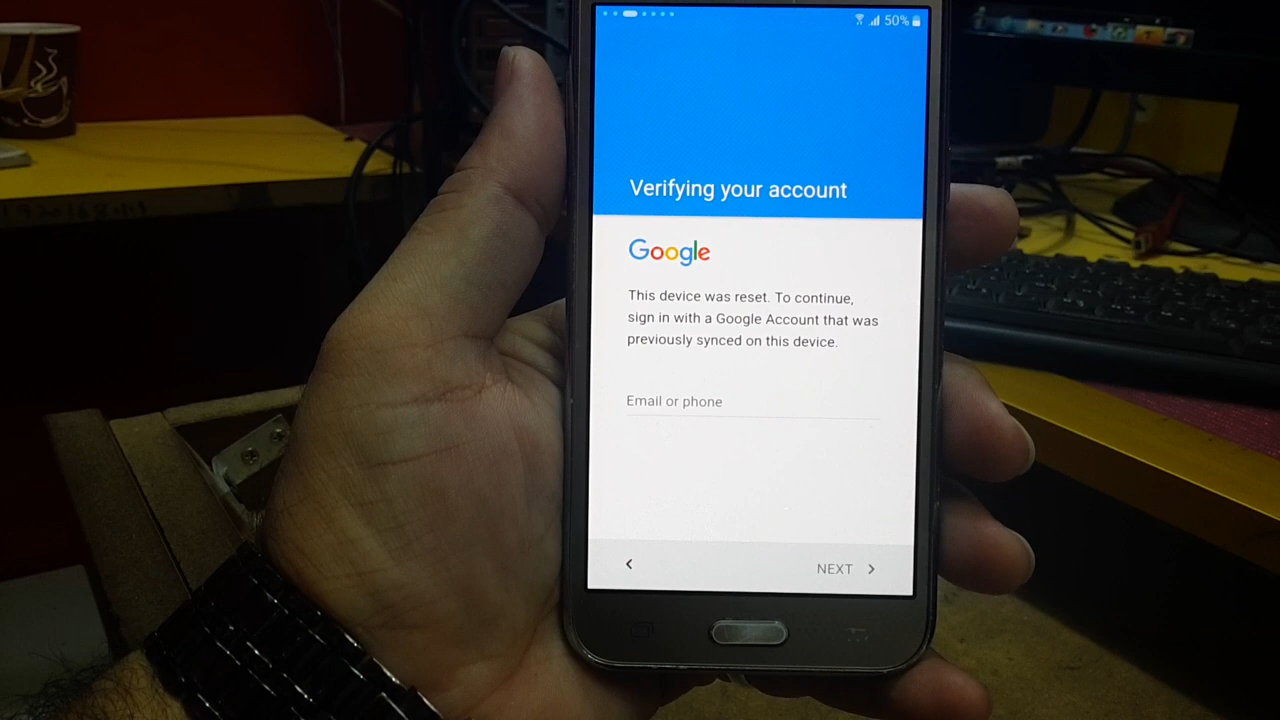 50%
Verifying your account
Google
This device was reset. To continue,
sign in with a Google Account that was
previously synced on this device.
Email or phone
NEXT